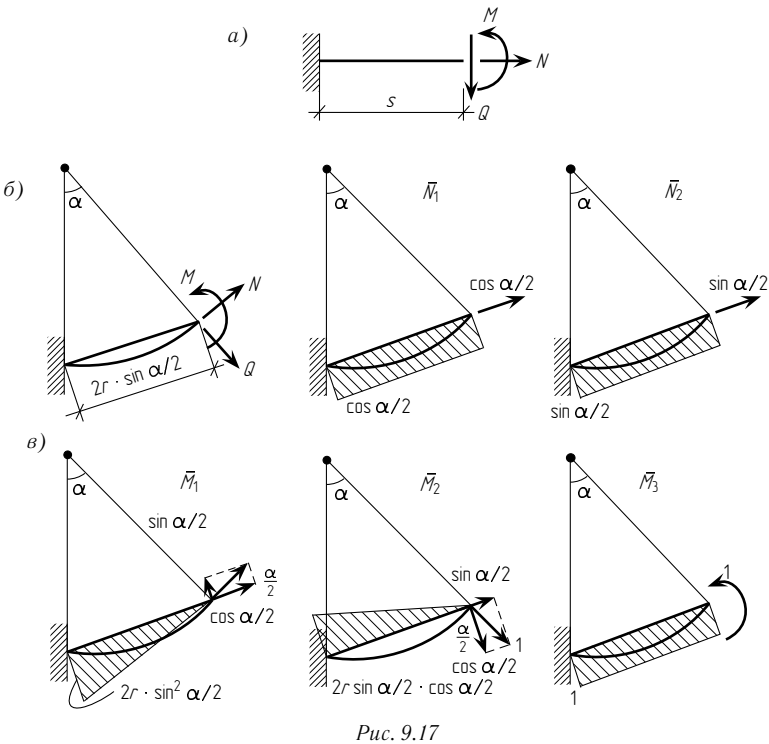 а)
M
N
Q
s
б)
α
M
N
Q
2r · sin α/2
α
N̄₁
cos α/2
cos α/2
α
N̄₂
sin α/2
sin α/2
в)
α
M̄₁
sin α/2
α/2
cos α/2
2r · sin² α/2
α
M̄₂
sin α/2
α/2
1
cos α/2
2r sin α/2 · cos α/2
α
M̄₃
1
1
Рис. 9.17